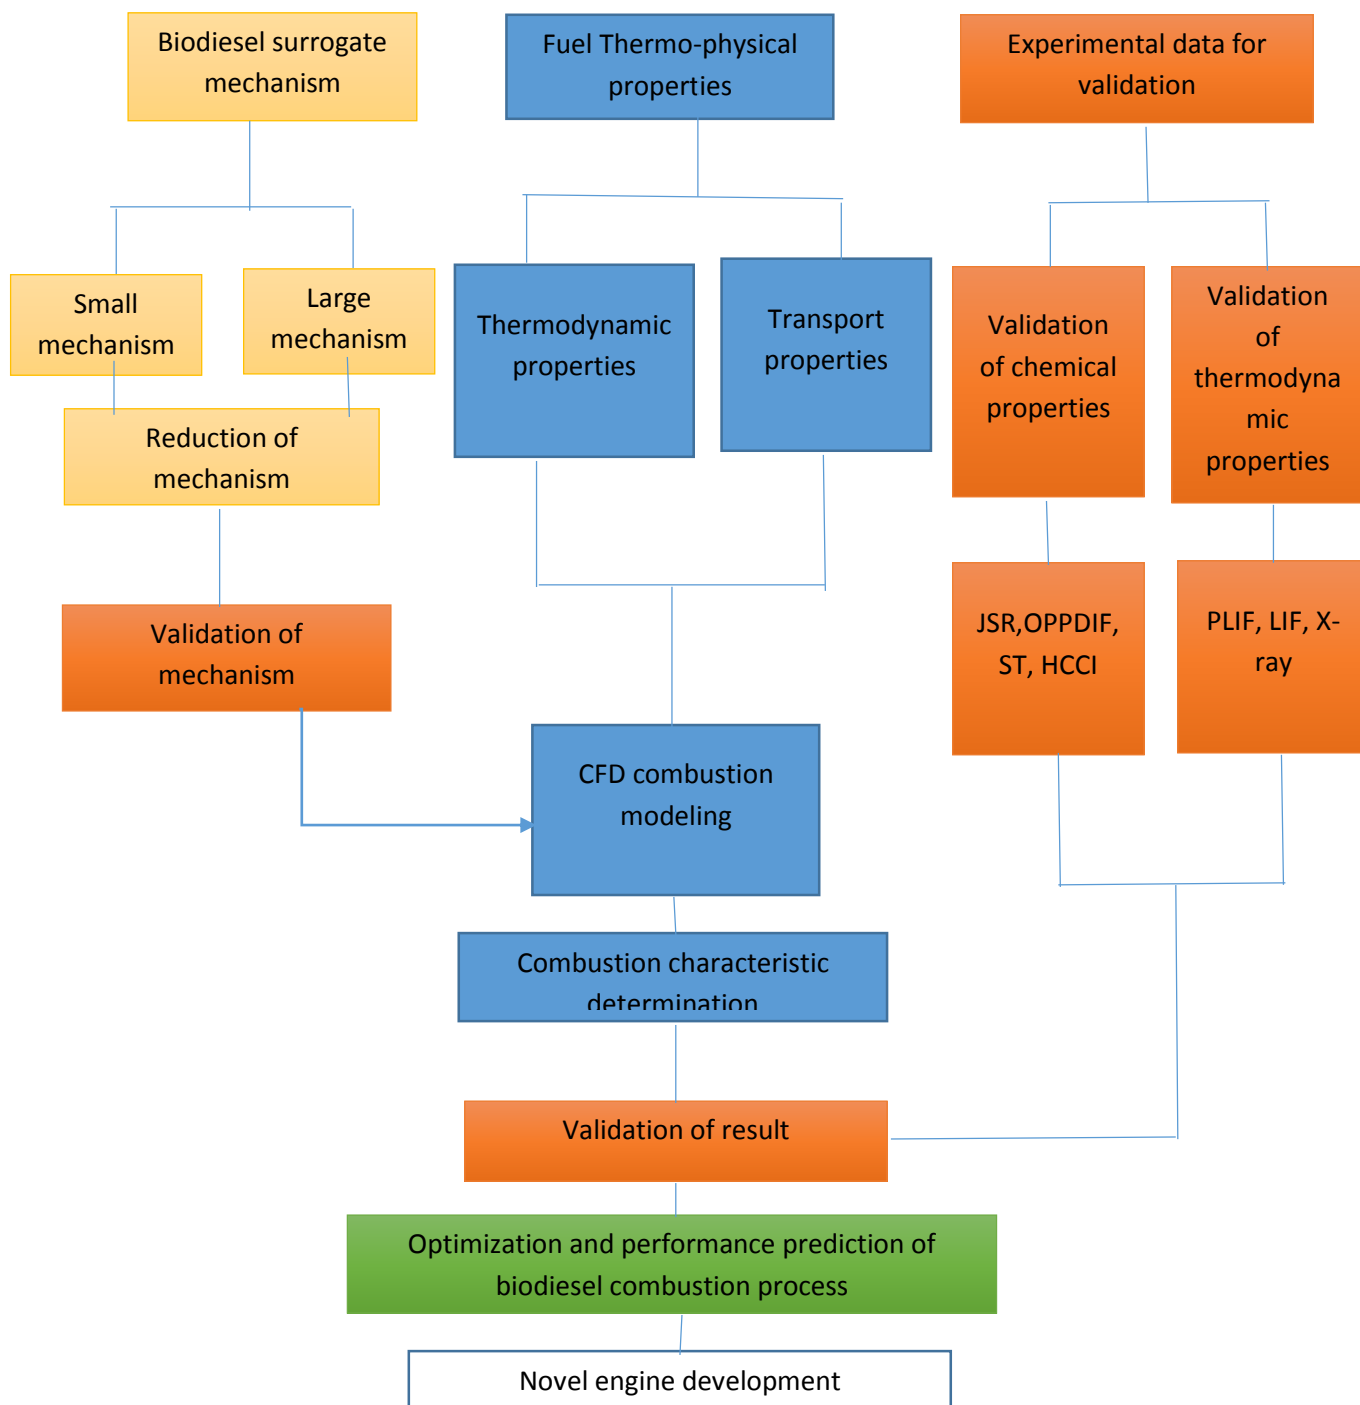 Biodiesel surrogate
mechanism
Fuel Thermo-physical
properties
Experimental data for
validation
Small
mechanism
Large
mechanism
Thermodynamic
properties
Transport
properties
Validation
of chemical
properties
Validation
of
thermodyna
mic
properties
Reduction of
mechanism
Validation of
mechanism
JSR,OPPDIF,
ST, HCCI
PLIF, LIF, X-
ray
CFD combustion
modeling
Combustion characteristic
determination
Validation of result
Optimization and performance prediction of
biodiesel combustion process
Novel engine development